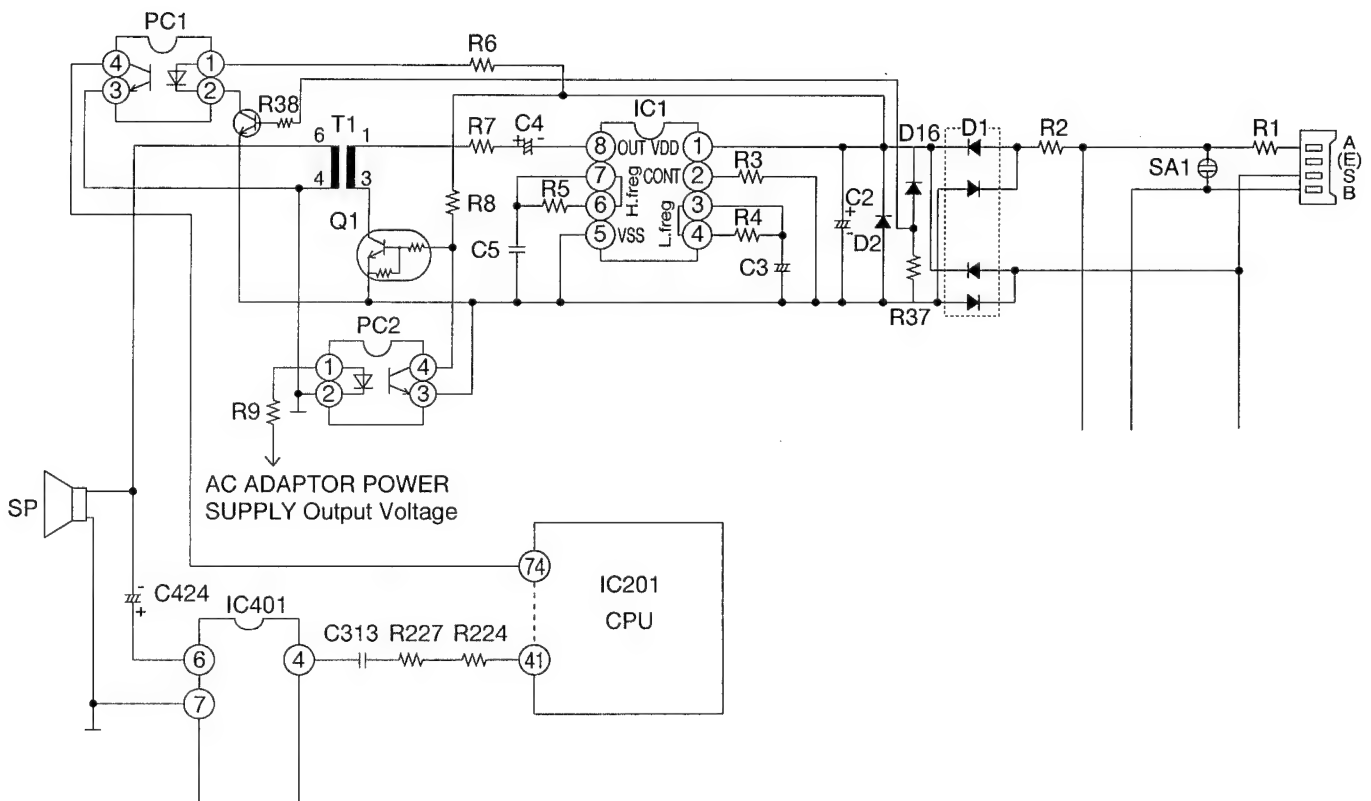 PC1
4
1
3
2
R6
R38
T1
6
1
4
3
R7
C4
+
-
IC1
8
OUT
VDD
1
7
CONT
2
6
H.freg
L.freg
3
5
VSS
4
R5
R3
R4
C5
C3
Q1
R8
C2
+
-
D2
D16
D1
R37
R2
SA1
R1
A
(E)
S
B
PC2
1
4
2
3
R9
AC ADAPTOR POWER
SUPPLY Output Voltage
SP
C424
-
+
IC401
6
4
7
C313
R227
R224
74
41
IC201
CPU